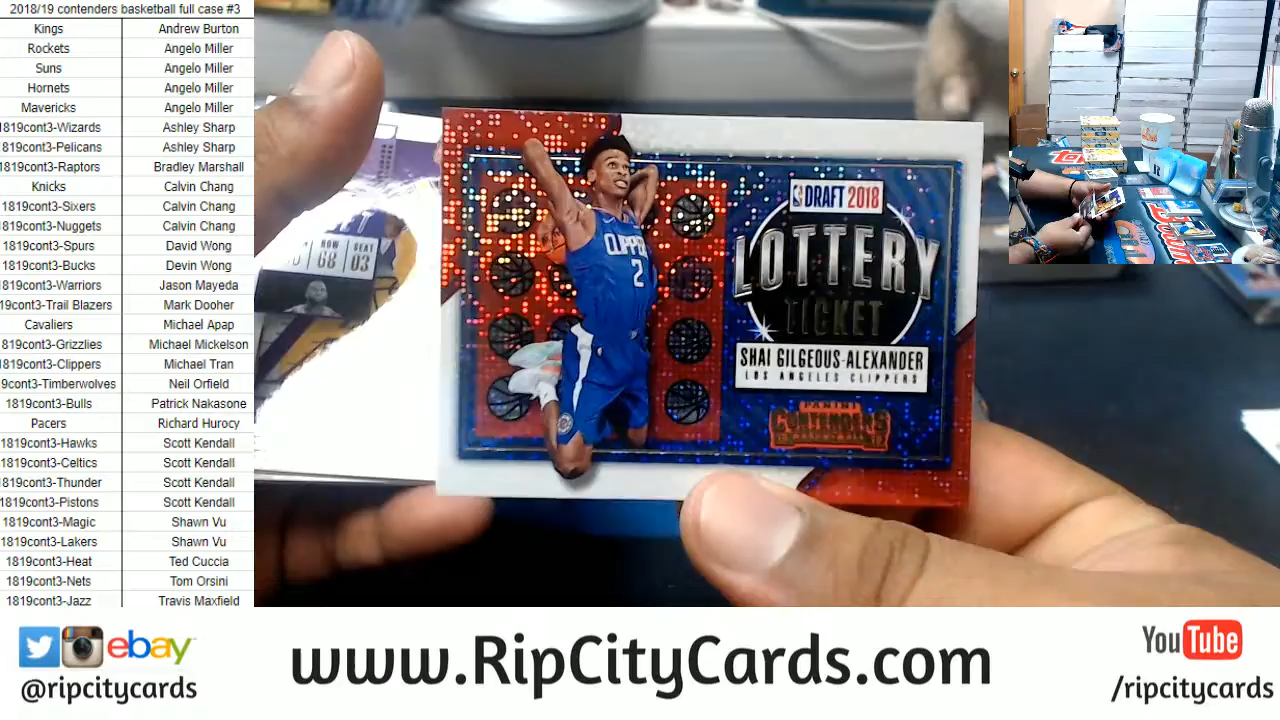 2018/19 contenders basketball full case #3
Kings Andrew Burton
Rockets Angelo Miller
Suns Angelo Miller
Hornets Angelo Miller
Mavericks Angelo Miller
1819cont3-Wizards Ashley Sharp
1819cont3-Pelicans Ashley Sharp
1819cont3-Raptors Bradley Marshall
Knicks Calvin Chang
1819cont3-Sixers Calvin Chang
1819cont3-Nuggets Calvin Chang
1819cont3-Spurs David Wong
1819cont3-Bucks Devin Wong
1819cont3-Warriors Jason Mayeda
19cont3-Trail Blazers Mark Dooher
Cavaliers Michael Apap
819cont3-Grizzlies Michael Mickelson
1819cont3-Clippers Michael Tran
9cont3-Timberwolves Neil Orfield
1819cont3-Bulls Patrick Nakasone
Pacers Richard Hurocy
1819cont3-Hawks Scott Kendall
1819cont3-Celtics Scott Kendall
1819cont3-Thunder Scott Kendall
1819cont3-Pistons Scott Kendall
1819cont3-Magic Shawn Vu
1819cont3-Lakers Shawn Vu
1819cont3-Heat Ted Cuccia
1819cont3-Nets Tom Orsini
1819cont3-Jazz Travis Maxfield
ROW SEAT
68 03
CLIPPERS
2
NBA DRAFT 2018
LOTTERY
TICKET
SHAI GILGEOUS-ALEXANDER
LOS ANGELES CLIPPERS
PANINI
CONTENDERS
ebay
@ripcitycards
www.RipCityCards.com
YouTube
/ripcitycards